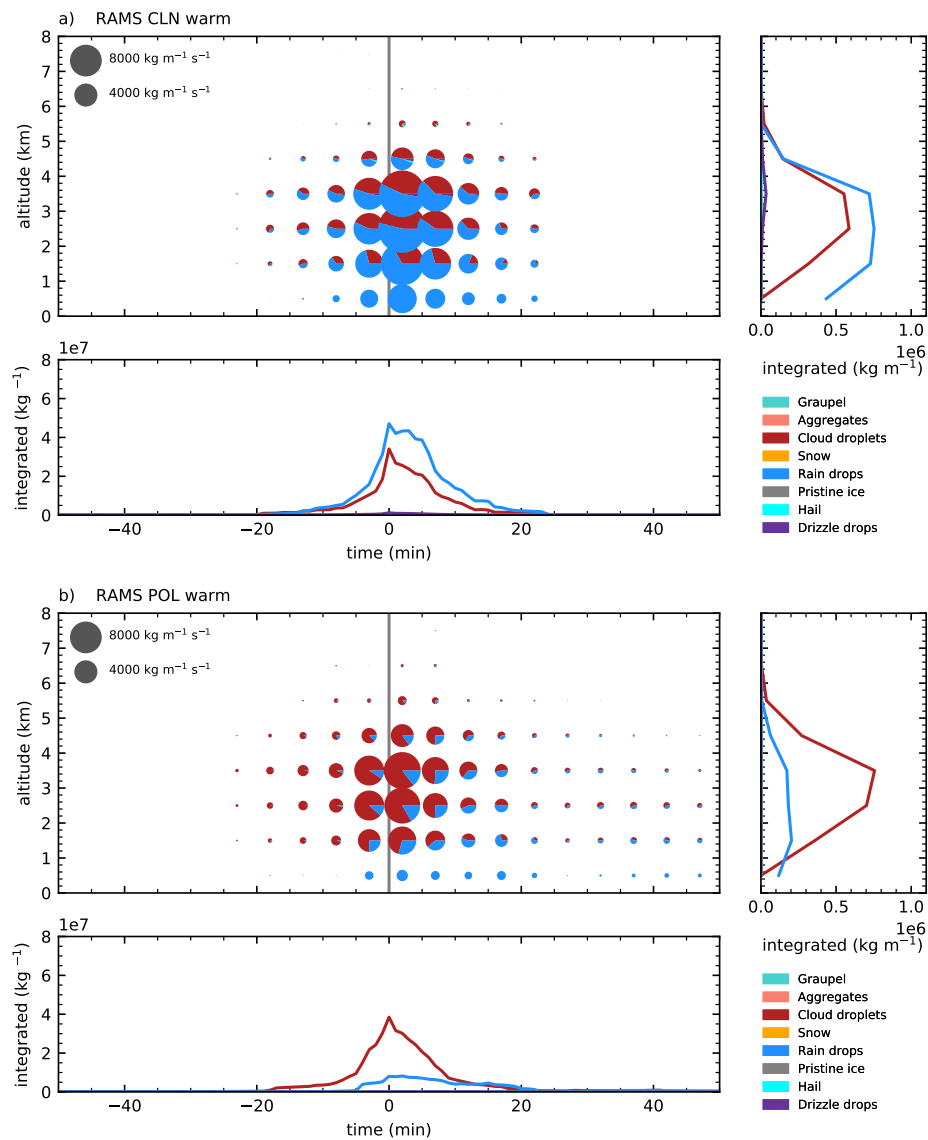 a) RAMS CLN warm
8000 kg m⁻¹ s⁻¹
4000 kg m⁻¹ s⁻¹
altitude (km)
8
7
6
5
4
3
2
1
0
0.0 0.5 1.0
1e6
integrated (kg m⁻¹)
1e7
integrated (kg ⁻¹)
8
6
4
2
0
−40 −20 0 20 40
time (min)
Graupel
Aggregates
Cloud droplets
Snow
Rain drops
Pristine ice
Hail
Drizzle drops
b) RAMS POL warm
8000 kg m⁻¹ s⁻¹
4000 kg m⁻¹ s⁻¹
altitude (km)
8
7
6
5
4
3
2
1
0
0.0 0.5 1.0
1e6
integrated (kg m⁻¹)
1e7
integrated (kg ⁻¹)
8
6
4
2
0
−40 −20 0 20 40
time (min)
Graupel
Aggregates
Cloud droplets
Snow
Rain drops
Pristine ice
Hail
Drizzle drops